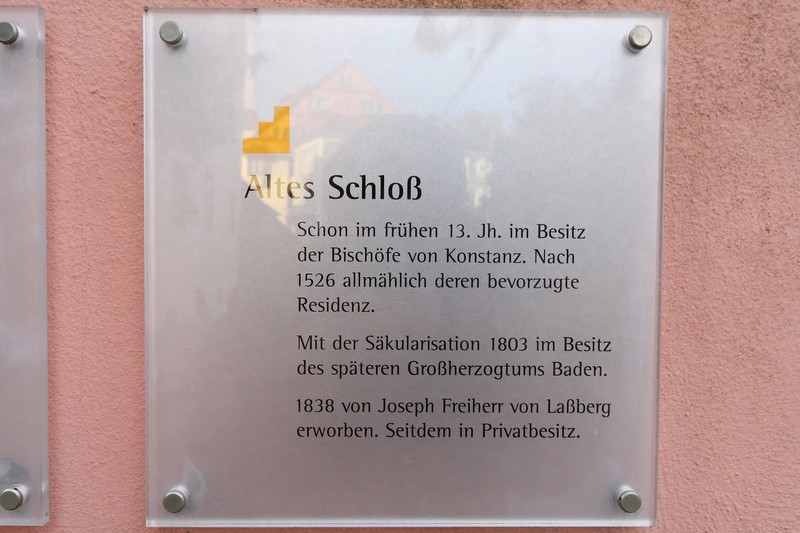 Altes Schloß
Schon im frühen 13. Jh. im Besitz
der Bischöfe von Konstanz. Nach
1526 allmählich deren bevorzugte
Residenz.
Mit der Säkularisation 1803 im Besitz
des späteren Großherzogtums Baden.
1838 von Joseph Freiherr von Laßberg
erworben. Seitdem in Privatbesitz.